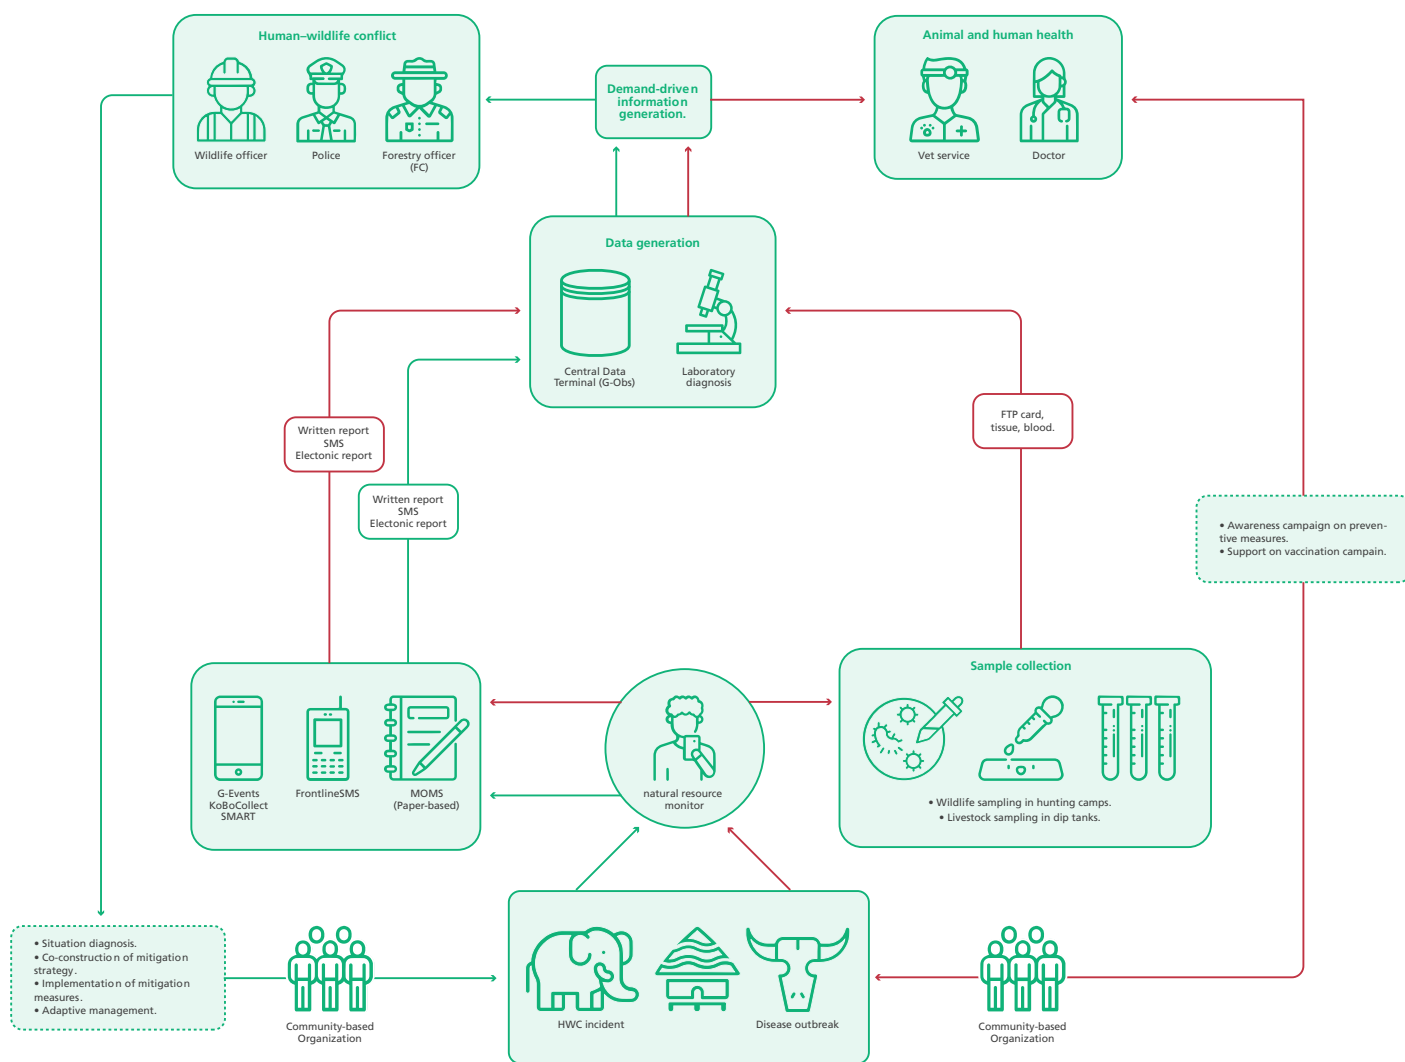 Human–wildlife conflict
Wildlife officer
Police
Forestry officer
(FC)
Demand-driven
information
generation.
Animal and human health
Vet service
Doctor
Data generation
Central Data
Terminal (G-Obs)
Laboratory
diagnosis
Written report
SMS
Electonic report
Written report
SMS
Electonic report
FTP card,
tissue, blood.
• Awareness campaign on preven-
tive measures.
• Support on vaccination campain.
G-Events
KoBoCollect
SMART
FrontlineSMS
MOMS
(Paper-based)
natural resource
monitor
Sample collection
• Wildlife sampling in hunting camps.
• Livestock sampling in dip tanks.
• Situation diagnosis.
• Co-construction of mitigation
strategy.
• Implementation of mitigation
measures.
• Adaptive management.
Community-based
Organization
HWC incident
Disease outbreak
Community-based
Organization